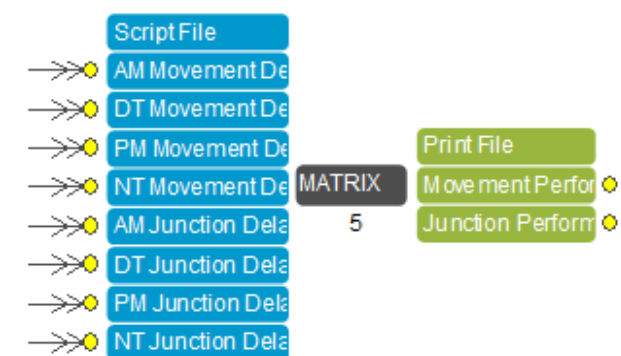 Script File
AM Movement De
DT Movement De
PM Movement De
NT Movement De
AM Junction Dela
DT Junction Dela
PM Junction Dela
NT Junction Dela
MATRIX
5
Print File
Movement Perfor
Junction Perform